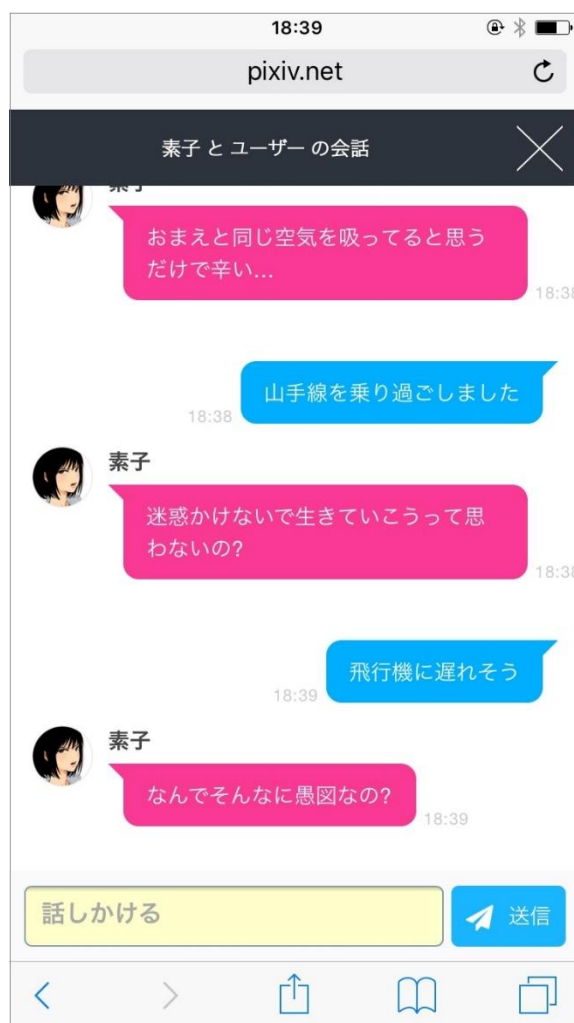 18:39
pixiv.net
素子 と ユーザー の会話
素子
おまえと同じ空気を吸ってると思う
だけで辛い...
18:38
山手線を乗り過ごしました
18:38
素子
迷惑かけないで生きていこうって思
わないの?
18:38
飛行機に遅れそう
18:39
素子
なんでそんなに愚図なの?
18:39
話しかける
送信